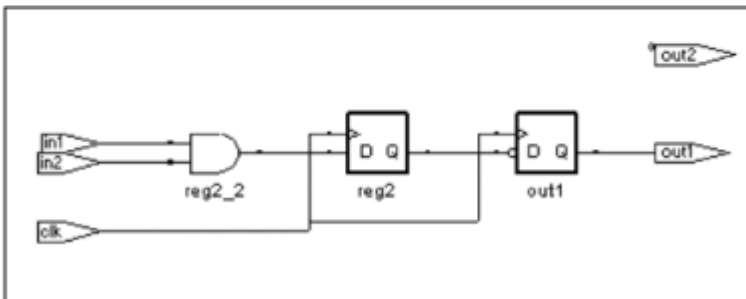 out2
in1
in2
D Q
D Q
out1
reg2_2
reg2
out1
clk